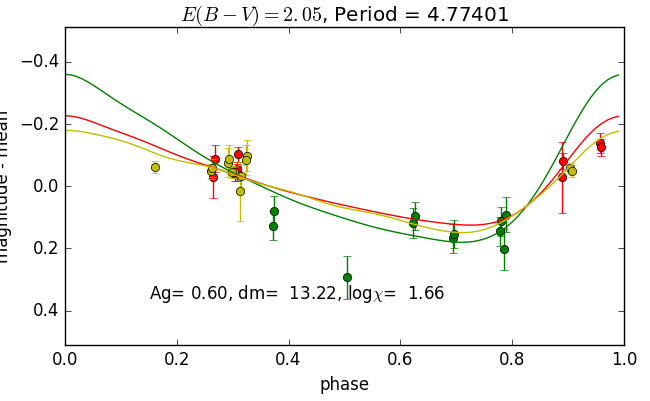 E(B − V) = 2.05, Period = 4.77401
magnitude - mean
−0.4
−0.2
0.0
0.2
0.4
Ag= 0.60, dm= 13.22, logχ= 1.66
0.0 0.2 0.4 0.6 0.8 1.0
phase